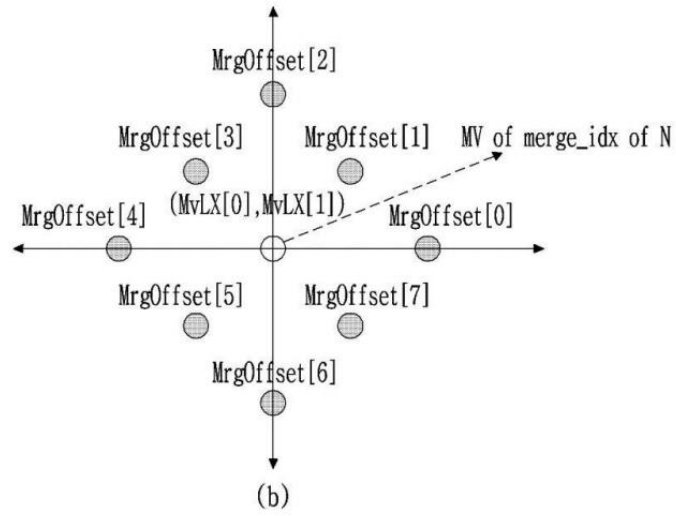 MrgOffset[2]
MrgOffset[3]
MrgOffset[1]
MV of merge_idx of N
(MvLX[0],MvLX[1])
MrgOffset[4]
MrgOffset[0]
MrgOffset[5]
MrgOffset[7]
MrgOffset[6]
(b)